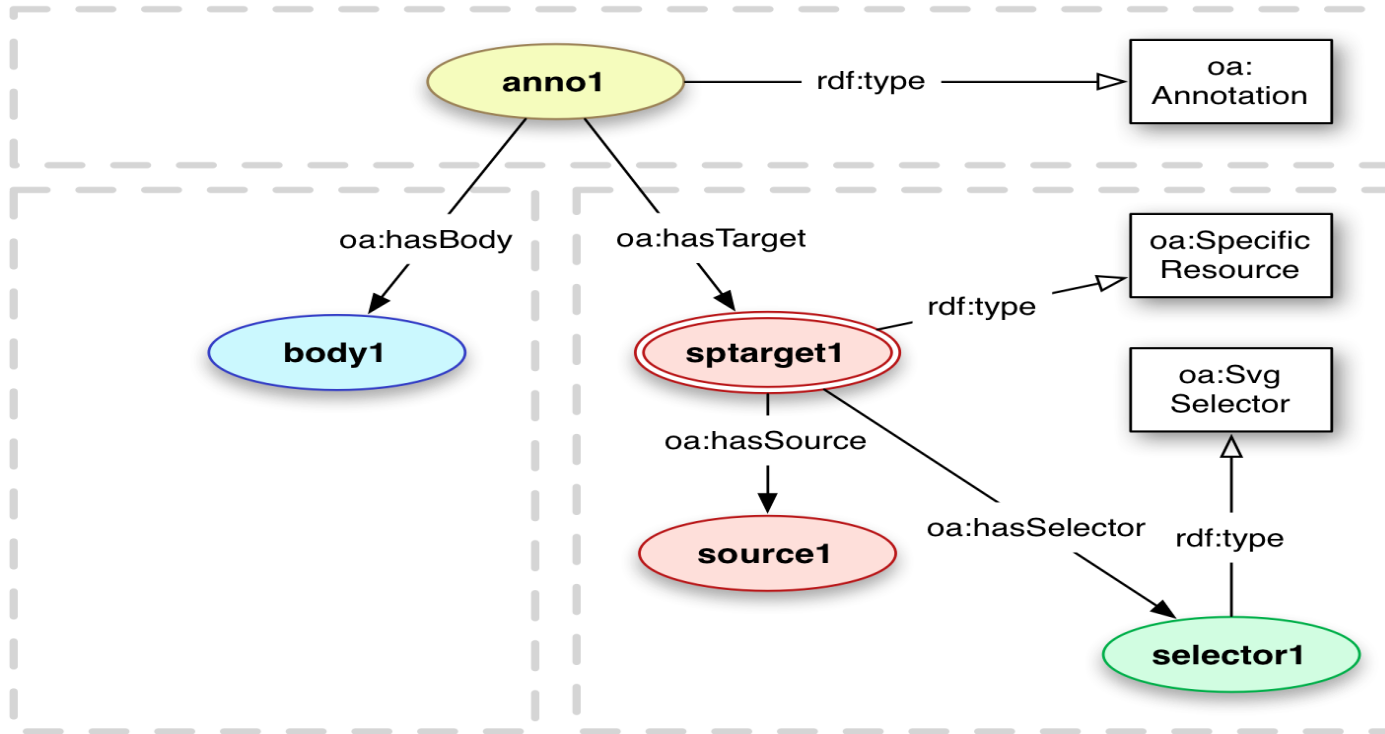 anno1
rdf:type
oa:
Annotation
oa:hasBody
oa:hasTarget
oa:Specific
Resource
rdf:type
body1
sptarget1
oa:Svg
Selector
oa:hasSource
oa:hasSelector
rdf:type
source1
selector1